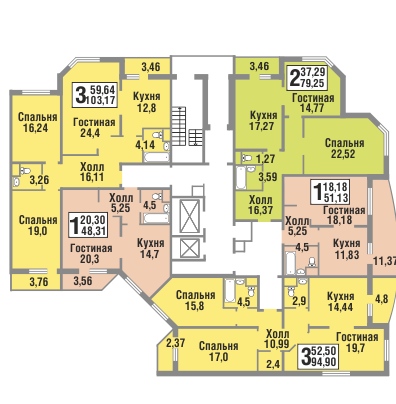 3,46
3 59,64
103,17
Кухня
12,8
Спальня
16,24
Гостиная
24,4
4,14
Холл
16,11
3,26
Спальня
19,0
3,76
3,46
2 37,29
79,25
Гостиная
14,77
Кухня
17,27
Спальня
22,52
1,27
3,59
Холл
16,37
Холл
5,25
4,5
1 20,30
48,31
Гостиная
20,3
Кухня
14,7
3,56
1 18,18
51,13
Гостиная
18,18
Холл
5,25
4,5
Кухня
11,83
11,37
Спальня
15,8
4,5
2,9
Кухня
14,44
4,8
Холл
10,99
2,37
Спальня
17,0
2,4
3 52,50
94,90
Гостиная
19,7